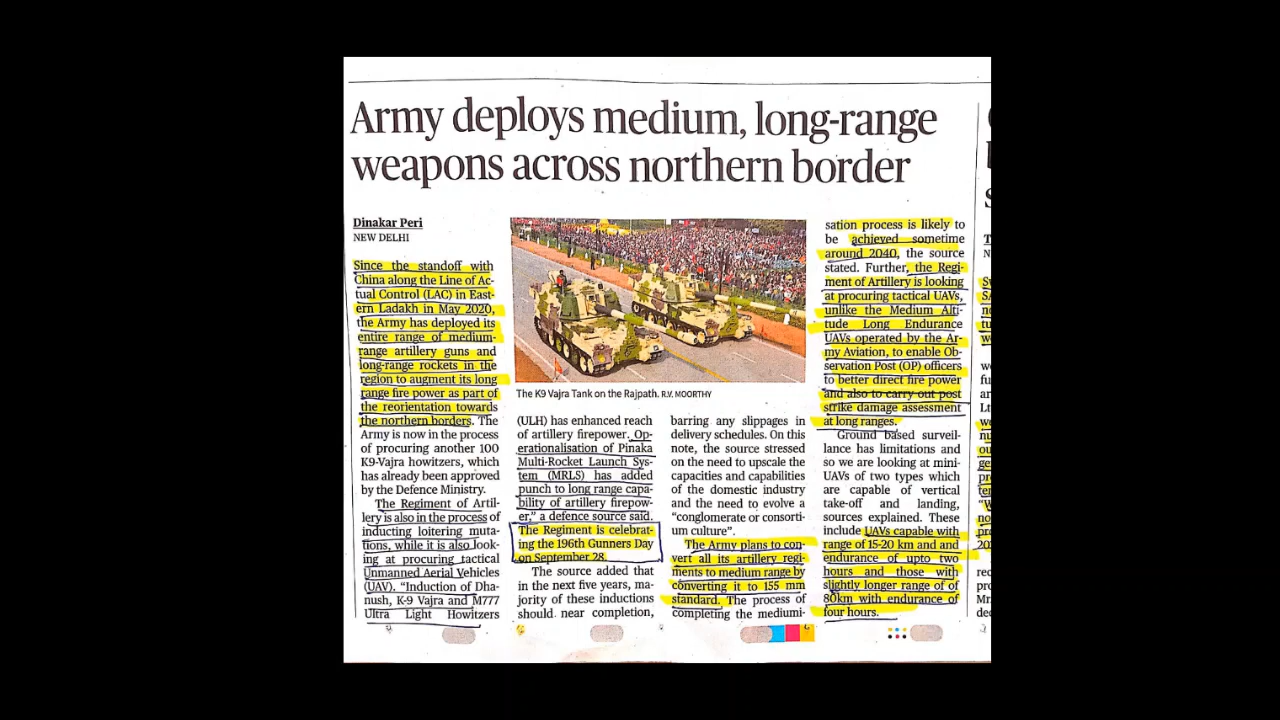 Army deploys medium, long-range
weapons across northern border
Dinakar Peri
NEW DELHI
Since the standoff with
China along the Line of Ac-
tual Control (LAC) in East-
ern Ladakh in May 2020,
the Army has deployed its
entire range of medium-
range artillery guns and
long-range rockets in the
region to augment its long
range fire power as part of
the reorientation towards
the northern borders. The
Army is now in the process
of procuring another 100
K9-Vajra howitzers, which
has already been approved
by the Defence Ministry.
The Regiment of Artil-
lery is also in the process of
inducting loitering muta-
tions, while it is also look-
ing at procuring tactical
Unmanned Aerial Vehicles
(UAV). “Induction of Dha-
nush, K-9 Vajra and M777
Ultra Light Howitzers
The K9 Vajra Tank on the Rajpath. R.V. MOORTHY
(ULH) has enhanced reach
of artillery firepower. Op-
erationalisation of Pinaka
Multi-Rocket Launch Sys-
tem (MRLS) has added
punch to long range capa-
bility of artillery firepow-
er,” a defence source said.
The Regiment is celebrat-
ing the 196th Gunners Day
on September 28.
The source added that
in the next five years, ma-
jority of these inductions
should. near completion,
barring any slippages in
delivery schedules. On this
note, the source stressed
on the need to upscale the
capacities and capabilities
of the domestic industry
and the need to evolve a
“conglomerate or consorti-
um culture”.
The Army plans to con-
vert all its artillery regi-
ments to medium range by
converting it to 155 mm
standard. The process of
completing the mediumi-
sation process is likely to
be achieved sometime
around 2040, the source
stated. Further, the Regi-
ment of Artillery is looking
at procuring tactical UAVs,
unlike the Medium Alti-
tude Long Endurance
UAVs operated by the Ar-
my Aviation, to enable Ob-
servation Post (OP) officers
to better direct fire power
and also to carry out post
strike damage assessment
at long ranges.
Ground based surveil-
lance has limitations and
so we are looking at mini-
UAVs of two types which
are capable of vertical
take-off and landing,
sources explained. These
include UAVs capable with
range of 15-20 km and and
endurance of upto two
hours and those with
slightly longer range of of
80km with endurance of
four hours.